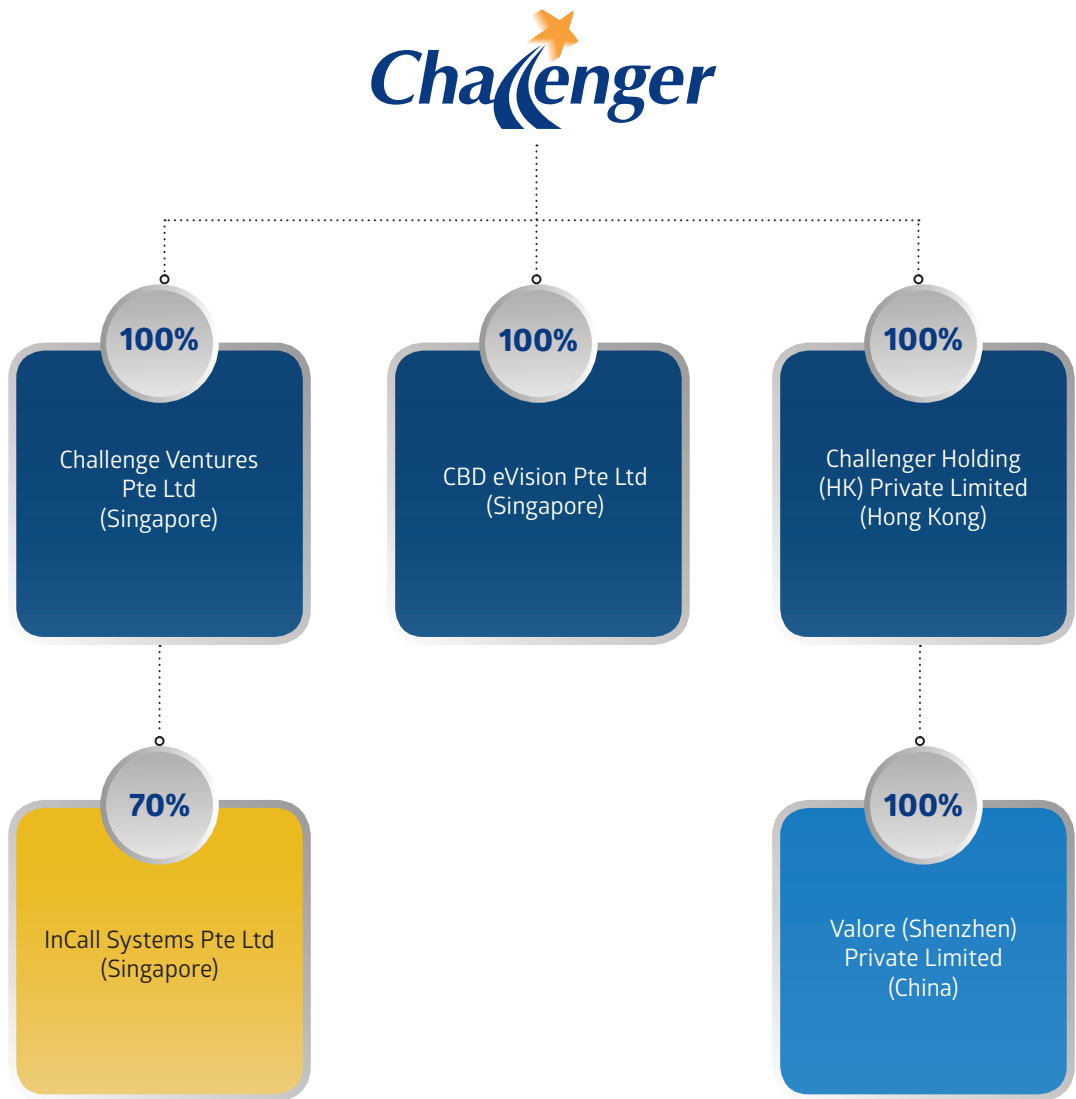 Challenger
100%
100%
100%
Challenge Ventures
Pte Ltd
(Singapore)
CBD eVision Pte Ltd
(Singapore)
Challenger Holding
(HK) Private Limited
(Hong Kong)
70%
100%
InCall Systems Pte Ltd
(Singapore)
Valore (Shenzhen)
Private Limited
(China)